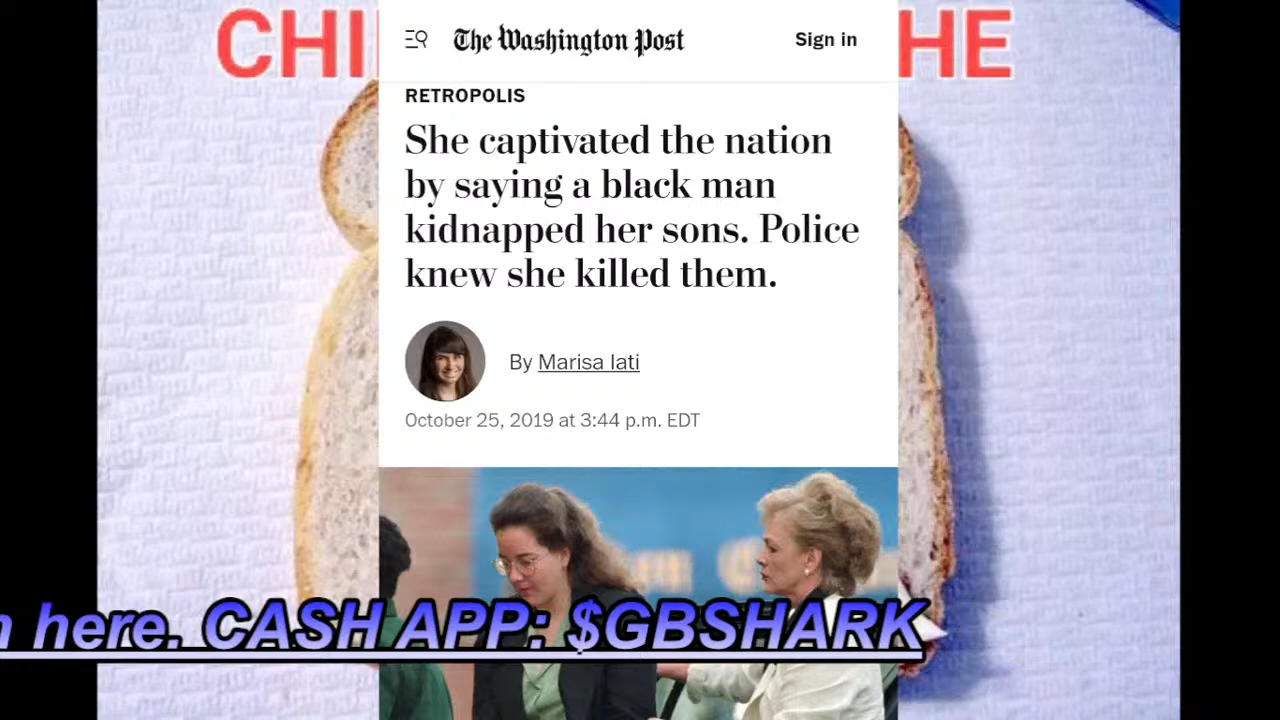 CHI HE
The Washington Post
Sign in
RETROPOLIS
She captivated the nation
by saying a black man
kidnapped her sons. Police
knew she killed them.
By Marisa Iati
October 25, 2019 at 3:44 p.m. EDT
here. CASH APP: $GBSHARK